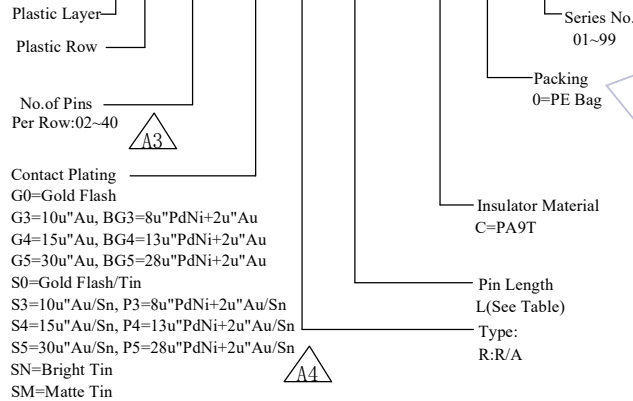 Plastic Layer
Plastic Row
No.of Pins
Per Row:02~40
A3
Contact Plating
G0=Gold Flash
G3=10u"Au, BG3=8u"PdNi+2u"Au
G4=15u"Au, BG4=13u"PdNi+2u"Au
G5=30u"Au, BG5=28u"PdNi+2u"Au
S0=Gold Flash/Tin
S3=10u"Au/Sn, P3=8u"PdNi+2u"Au/Sn
S4=15u"Au/Sn, P4=13u"PdNi+2u"Au/Sn
S5=30u"Au/Sn, P5=28u"PdNi+2u"Au/Sn
SN=Bright Tin
SM=Matte Tin
A4
Series No.
01~99
Packing
0=PE Bag
Insulator Material
C=PA9T
Pin Length
L(See Table)
Type:
R:R/A